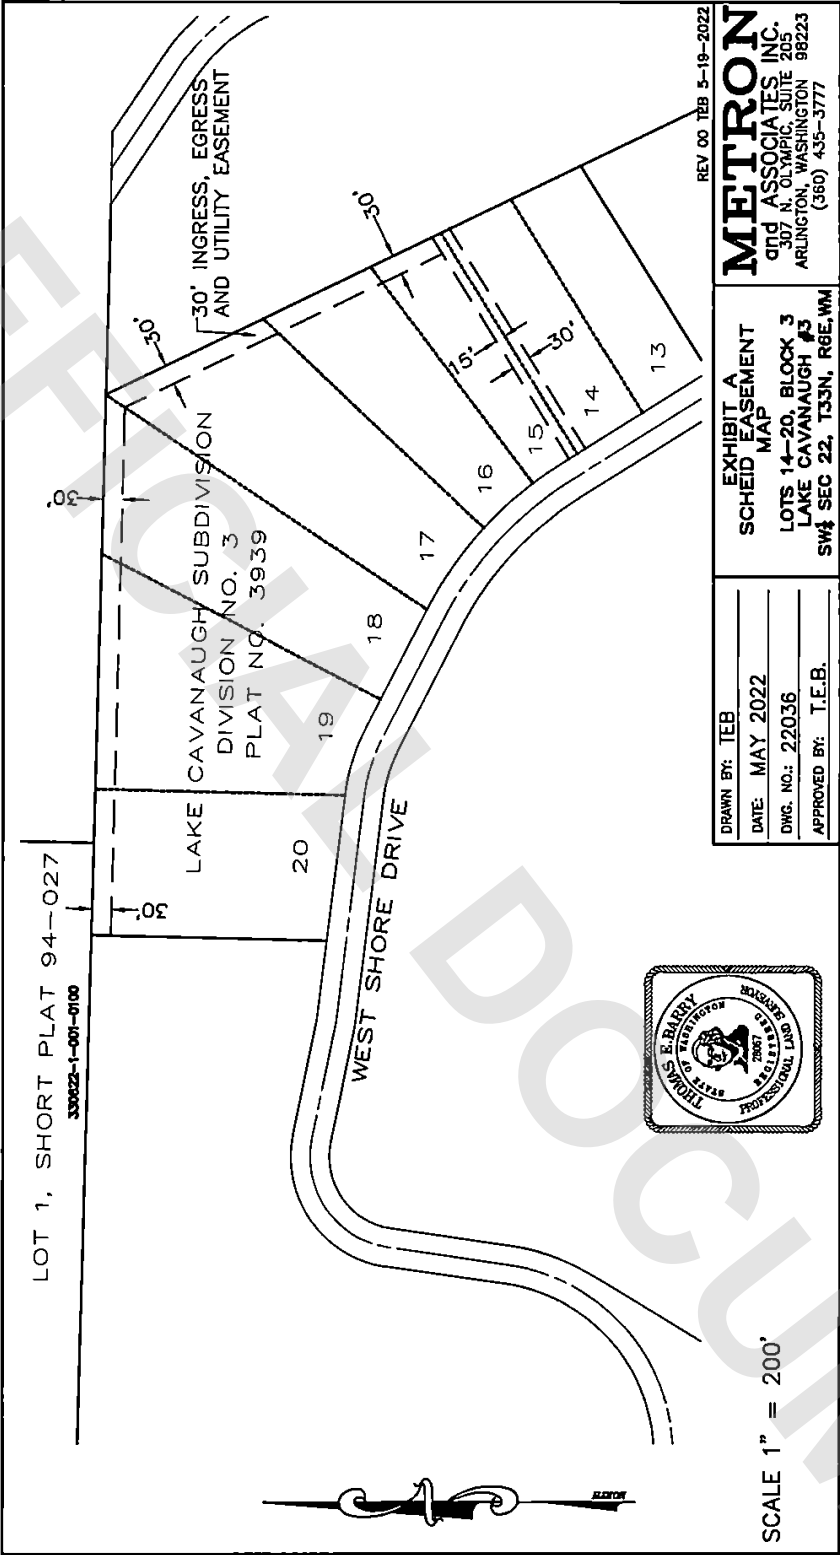 LOT 1, SHORT PLAT 94-027
330622-1-001-0100
30' INGRESS, EGRESS
AND UTILITY EASEMENT
30'
30'
30'
30'
15'
30'
LAKE CAVANAUGH SUBDIVISION
DIVISION NO. 3
PLAT NO. 3939
20
19
18
17
16
15
14
13
WEST SHORE DRIVE
SCALE 1" = 200'
THOMAS E. BARRY
STATE OF WASHINGTON
28067
REGISTERED
PROFESSIONAL LAND SURVEYOR
DRAWN BY: TEB
DATE: MAY 2022
DWG. NO.: 22036
APPROVED BY: T.E.B.
EXHIBIT A
SCHEID EASEMENT
MAP
LOTS 14-20, BLOCK 3
LAKE CAVANAUGH #3
SW¼ SEC 22, T33N, R6E, WM
REV 00 TEB 5-19-2022
METRON
and ASSOCIATES INC.
307 N. OLYMPIC, SUITE 205
ARLINGTON, WASHINGTON 98223
(360) 435-3777
FFICIAL DOCUM